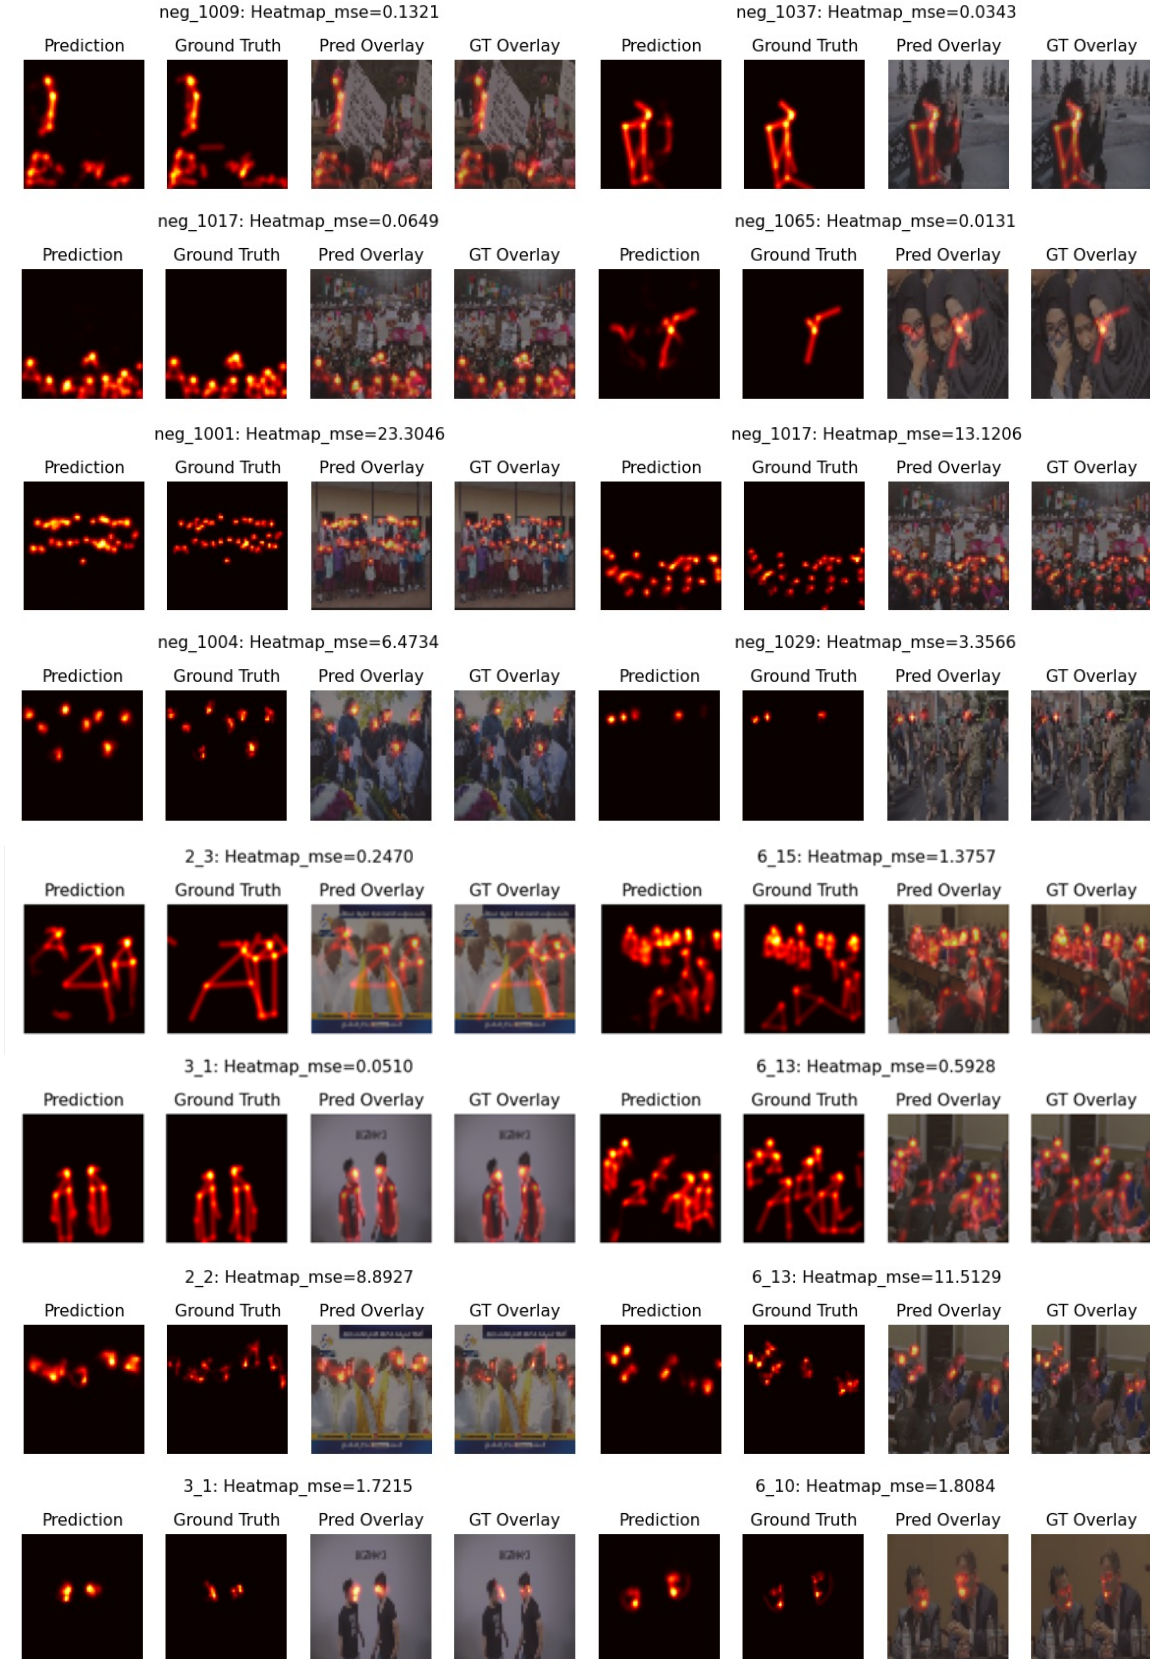 neg_1009: Heatmap_mse=0.1321
neg_1037: Heatmap_mse=0.0343
Prediction Ground Truth Pred Overlay GT Overlay Prediction Ground Truth Pred Overlay GT Overlay
neg_1017: Heatmap_mse=0.0649
neg_1065: Heatmap_mse=0.0131
Prediction Ground Truth Pred Overlay GT Overlay Prediction Ground Truth Pred Overlay GT Overlay
neg_1001: Heatmap_mse=23.3046
neg_1017: Heatmap_mse=13.1206
Prediction Ground Truth Pred Overlay GT Overlay Prediction Ground Truth Pred Overlay GT Overlay
neg_1004: Heatmap_mse=6.4734
neg_1029: Heatmap_mse=3.3566
Prediction Ground Truth Pred Overlay GT Overlay Prediction Ground Truth Pred Overlay GT Overlay
2_3: Heatmap_mse=0.2470
6_15: Heatmap_mse=1.3757
Prediction Ground Truth Pred Overlay GT Overlay Prediction Ground Truth Pred Overlay GT Overlay
3_1: Heatmap_mse=0.0510
6_13: Heatmap_mse=0.5928
Prediction Ground Truth Pred Overlay GT Overlay Prediction Ground Truth Pred Overlay GT Overlay
2_2: Heatmap_mse=8.8927
6_13: Heatmap_mse=11.5129
Prediction Ground Truth Pred Overlay GT Overlay Prediction Ground Truth Pred Overlay GT Overlay
3_1: Heatmap_mse=1.7215
6_10: Heatmap_mse=1.8084
Prediction Ground Truth Pred Overlay GT Overlay Prediction Ground Truth Pred Overlay GT Overlay